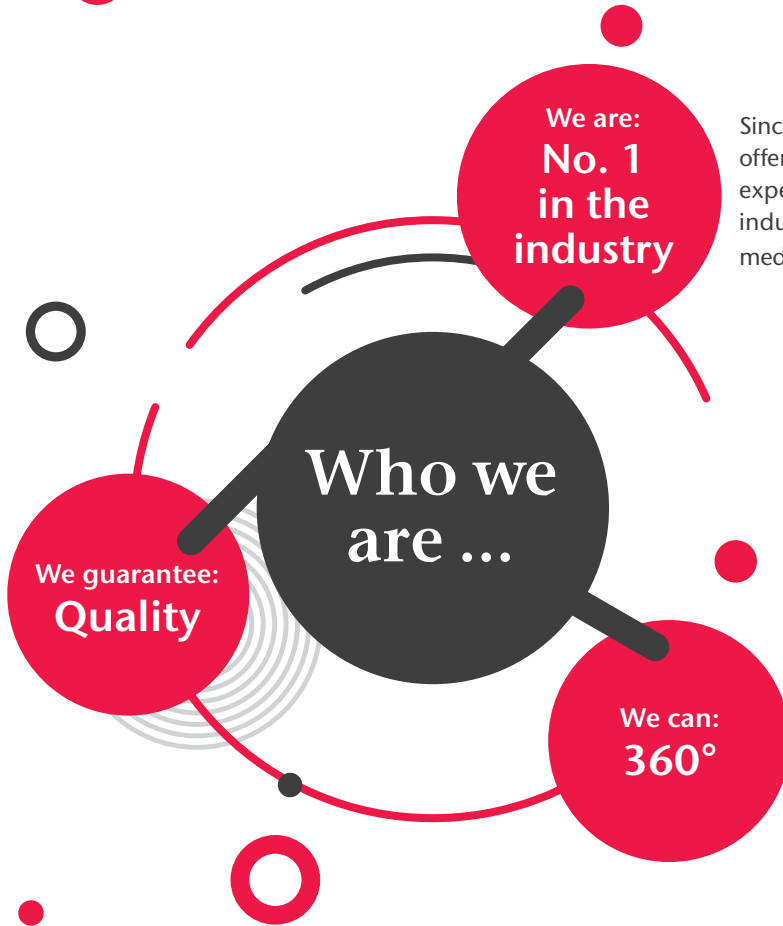 We are:
No. 1
in the
industry
Who we
are ...
We guarantee:
Quality
We can:
360°